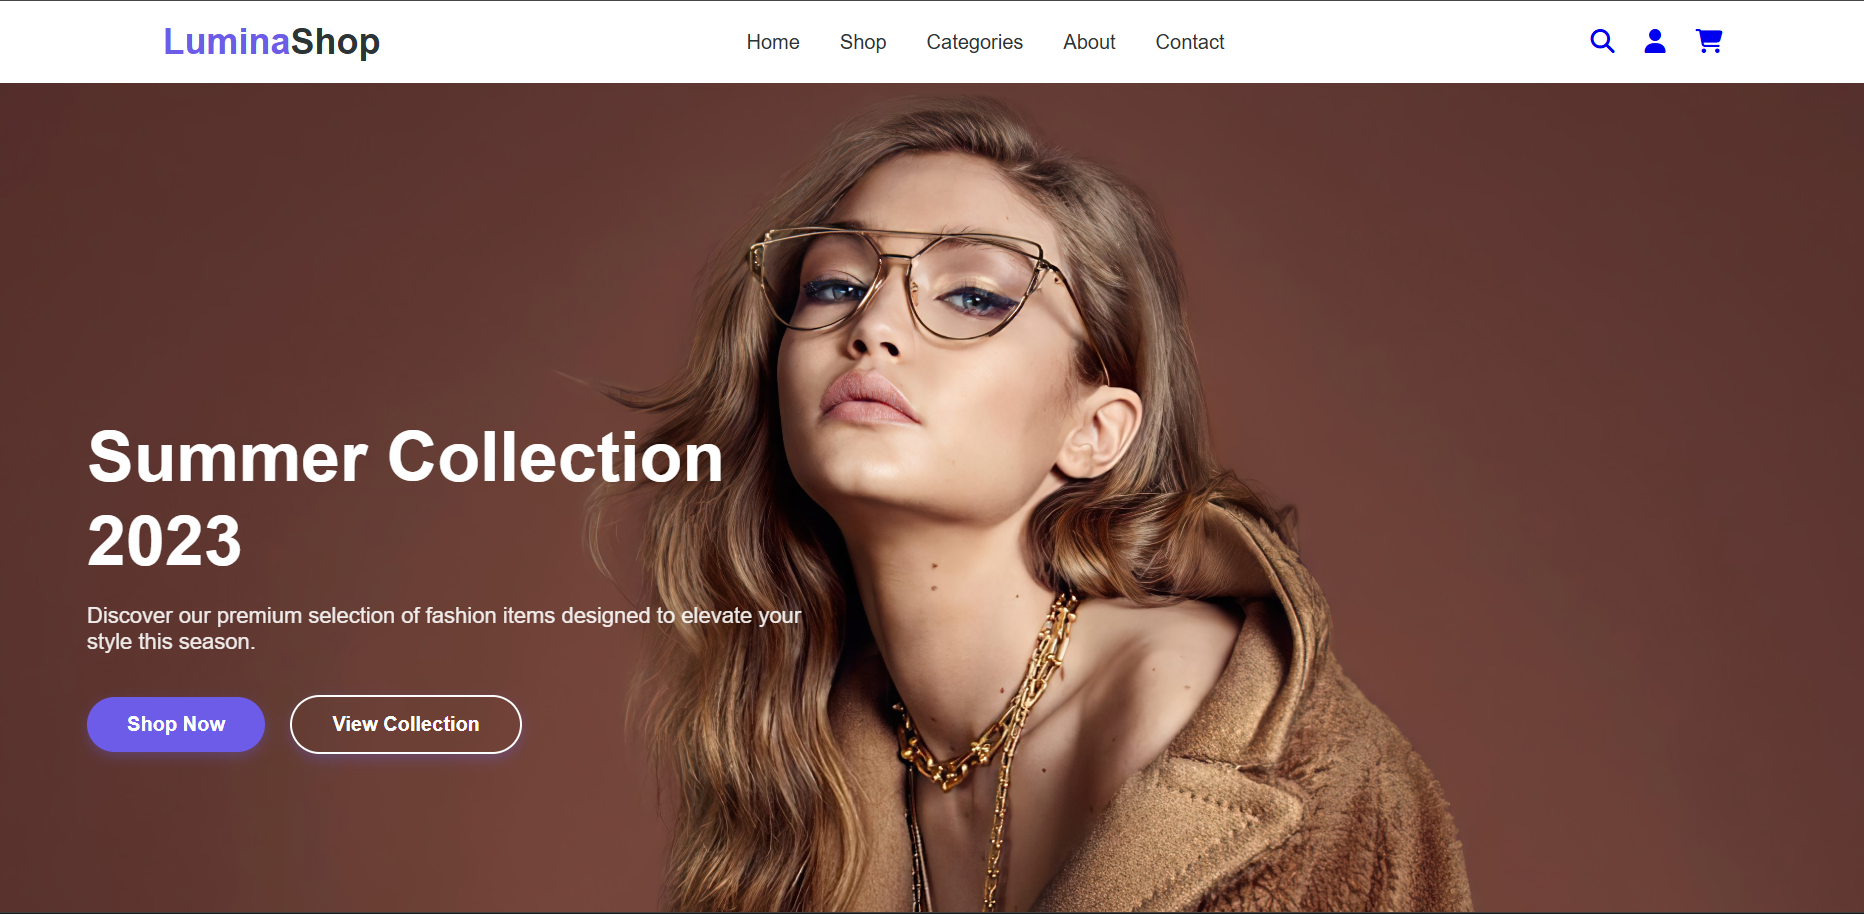 LuminaShop
Home Shop Categories About Contact
Summer Collection
2023
Discover our premium selection of fashion items designed to elevate your
style this season.
Shop Now View Collection